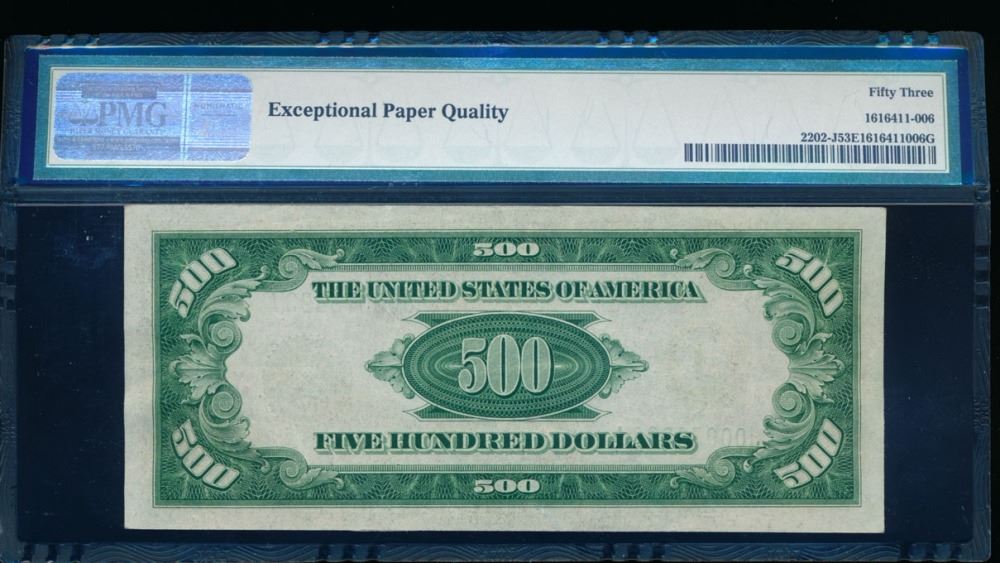 PMG
NUMISMATIC
Exceptional Paper Quality
Fifty Three
1616411-006
2202-J53E1616411006G
500
500 500
THE UNITED STATES OF AMERICA
500
FIVE HUNDRED DOLLARS
500 500
500